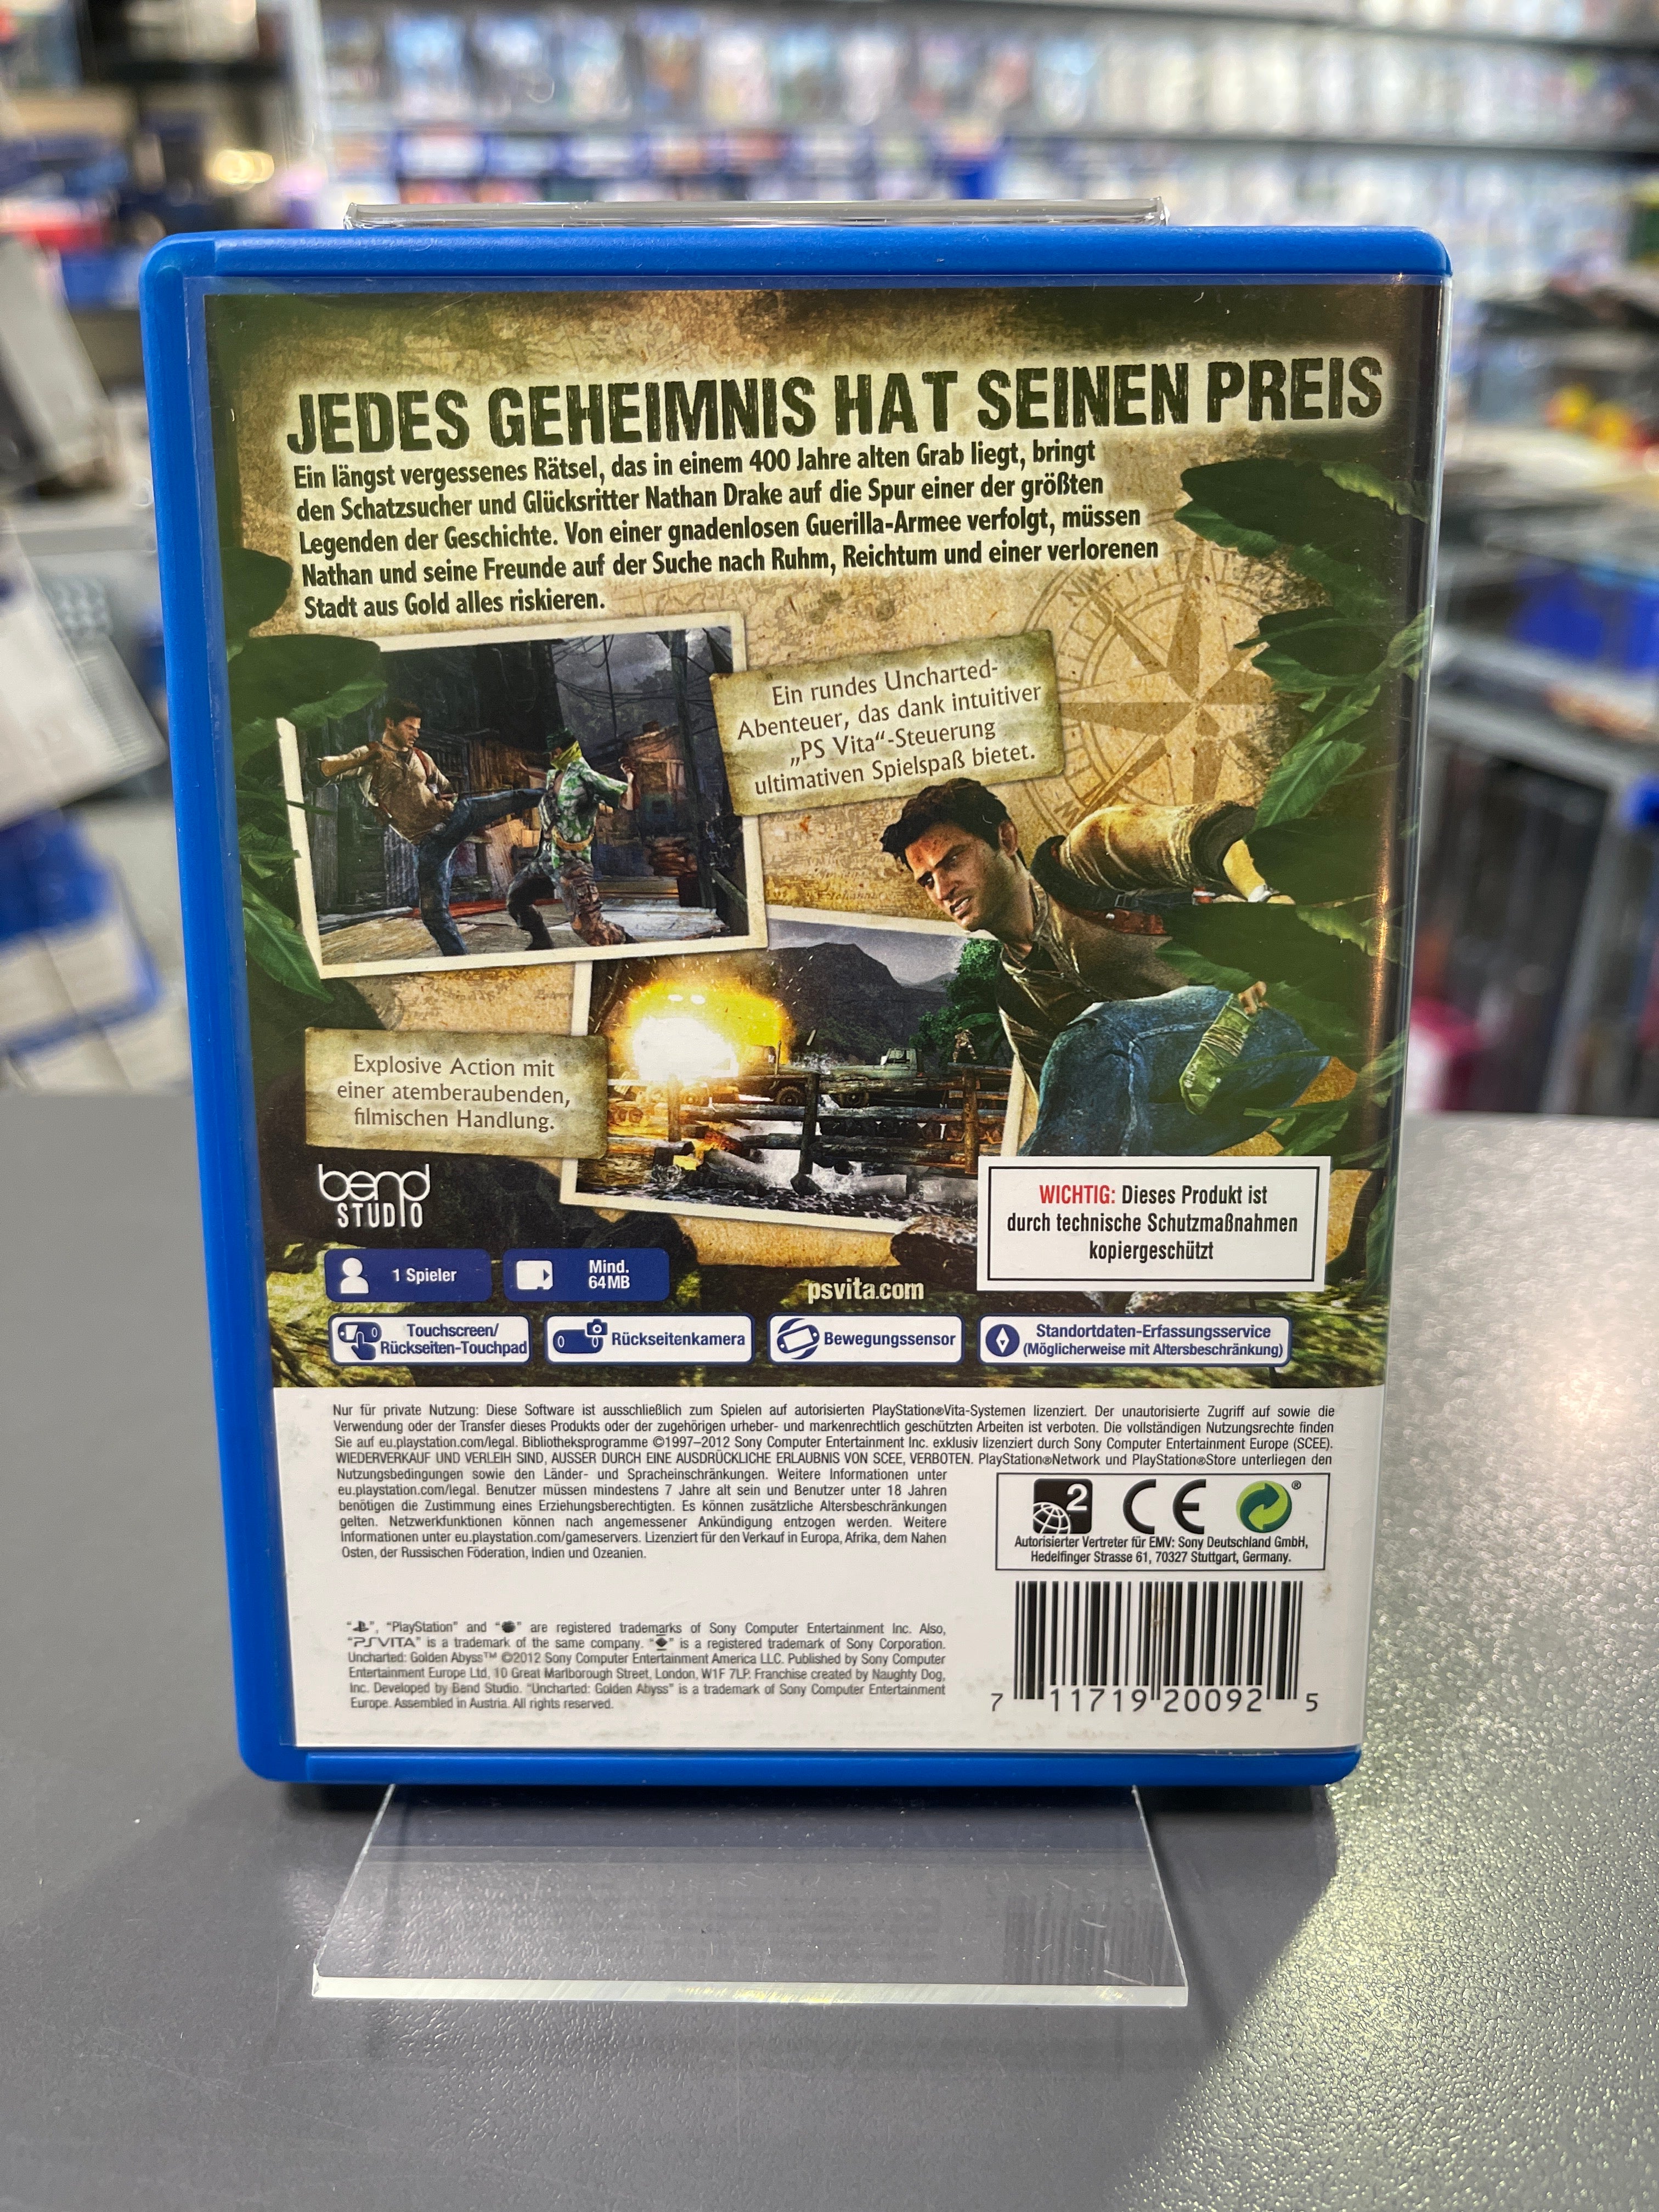 JEDES GEHEIMNIS HAT SEINEN PREIS
Ein längst vergessenes Rätsel, das in einem 400 Jahre alten Grab liegt, bringt
den Schatzsucher und Glücksritter Nathan Drake auf die Spur einer der größten
Legenden der Geschichte. Von einer gnadenlosen Guerilla-Armee verfolgt, müssen
Nathan und seine Freunde auf der Suche nach Ruhm, Reichtum und einer verlorenen
Stadt aus Gold alles riskieren.
Ein rundes Uncharted-
Abenteuer, das dank intuitiver
„PS Vita“-Steuerung
ultimativen Spielspaß bietet.
Explosive Action mit
einer atemberaubenden,
filmischen Handlung.
bend
STUDIO
WICHTIG: Dieses Produkt ist
durch technische Schutzmaßnahmen
kopiergeschützt
1 Spieler
Mind.
64MB
psvita.com
Touchscreen/
Rückseiten-Touchpad
Rückseitenkamera
Bewegungssensor
Standortdaten-Erfassungsservice
(Möglicherweise mit Altersbeschränkung)
Nur für private Nutzung: Diese Software ist ausschließlich zum Spielen auf autorisierten PlayStation®Vita-Systemen lizenziert. Der unautorisierte Zugriff auf sowie die
Verwendung oder der Transfer dieses Produkts oder der zugehörigen urheber- und markenrechtlich geschützten Arbeiten ist verboten. Die vollständigen Nutzungsrechte finden
Sie auf eu.playstation.com/legal. Bibliotheksprogramme ©1997–2012 Sony Computer Entertainment Inc. exklusiv lizenziert durch Sony Computer Entertainment Europe (SCEE).
WIEDERVERKAUF UND VERLEIH SIND, AUSSER DURCH EINE AUSDRÜCKLICHE ERLAUBNIS VON SCEE, VERBOTEN. PlayStation®Network und PlayStation®Store unterliegen den
Nutzungsbedingungen sowie den Länder- und Spracheinschränkungen. Weitere Informationen unter
eu.playstation.com/legal. Benutzer müssen mindestens 7 Jahre alt sein und Benutzer unter 18 Jahren
benötigen die Zustimmung eines Erziehungsberechtigten. Es können zusätzliche Altersbeschränkungen
gelten. Netzwerkfunktionen können nach angemessener Ankündigung entzogen werden. Weitere
Informationen unter eu.playstation.com/gameservers. Lizenziert für den Verkauf in Europa, Afrika, dem Nahen
Osten, der Russischen Föderation, Indien und Ozeanien.
2 CE ®
Autorisierter Vertreter für EMV: Sony Deutschland GmbH,
Hedelfinger Strasse 61, 70327 Stuttgart, Germany.
“ ”, “PlayStation” and “ ” are registered trademarks of Sony Computer Entertainment Inc. Also,
“PSVITA” is a trademark of the same company. “ ” is a registered trademark of Sony Corporation.
Uncharted: Golden Abyss™ ©2012 Sony Computer Entertainment America LLC. Published by Sony Computer
Entertainment Europe Ltd, 10 Great Marlborough Street, London, W1F 7LP. Franchise created by Naughty Dog,
Inc. Developed by Bend Studio. “Uncharted: Golden Abyss” is a trademark of Sony Computer Entertainment
Europe. Assembled in Austria. All rights reserved.
7 11719 20092 5